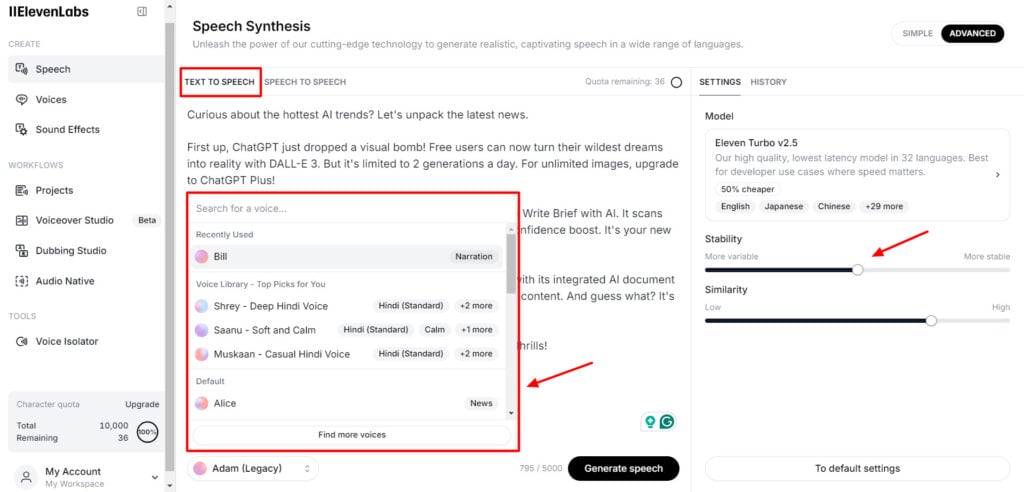 IIElevenLabs
CREATE
Speech
Voices
Sound Effects
WORKFLOWS
Projects
Voiceover Studio Beta
Dubbing Studio
Audio Native
TOOLS
Voice Isolator
Character quota Upgrade
Total 10,000
Remaining 36
100%
My Account
My Workspace
Speech Synthesis
Unleash the power of our cutting-edge technology to generate realistic, captivating speech in a wide range of languages.
SIMPLE ADVANCED
TEXT TO SPEECH SPEECH TO SPEECH Quota remaining: 36
Curious about the hottest AI trends? Let's unpack the latest news.
First up, ChatGPT just dropped a visual bomb! Free users can now turn their wildest dreams
into reality with DALL-E 3. But it's limited to 2 generations a day. For unlimited images, upgrade
to ChatGPT Plus!
Write Brief with AI. It scans
nfidence boost. It's your new
with its integrated AI document
content. And guess what? It's
thrills!
Search for a voice...
Recently Used
Bill Narration
Voice Library - Top Picks for You
Shrey - Deep Hindi Voice Hindi (Standard) +2 more
Saanu - Soft and Calm Hindi (Standard) Calm +1 more
Muskaan - Casual Hindi Voice Hindi (Standard) +2 more
Default
Alice News
Find more voices
Adam (Legacy) 795 / 5000 Generate speech
SETTINGS HISTORY
Model
Eleven Turbo v2.5
Our high quality, lowest latency model in 32 languages. Best
for developer use cases where speed matters.
50% cheaper
English Japanese Chinese +29 more
Stability
More variable More stable
Similarity
Low High
To default settings